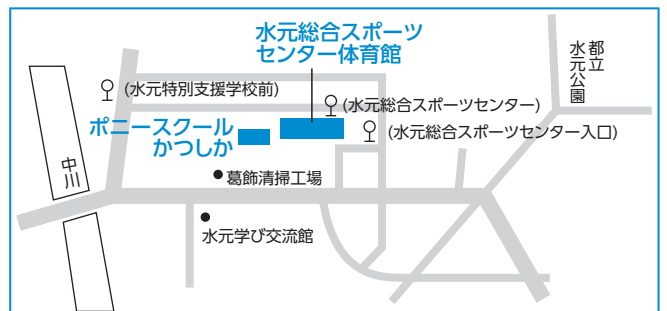 水元総合スポーツ
センター体育館
都立
水元公園
(水元特別支援学校前)
(水元総合スポーツセンター)
(水元総合スポーツセンター入口)
ポニースクール
かつしか
中川
葛飾清掃工場
水元学び交流館